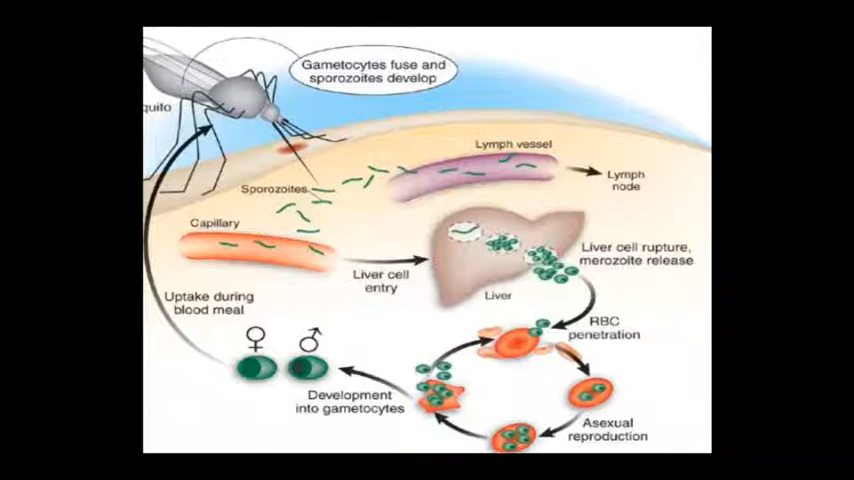 Gametocytes fuse and
sporozoites develop
quito
Lymph vessel
Lymph
node
Sporozoites
Capillary
Liver cell
entry
Liver cell rupture,
merozoite release
Liver
Uptake during
blood meal
RBC
penetration
♀ ♂
Development
into gametocytes
Asexual
reproduction